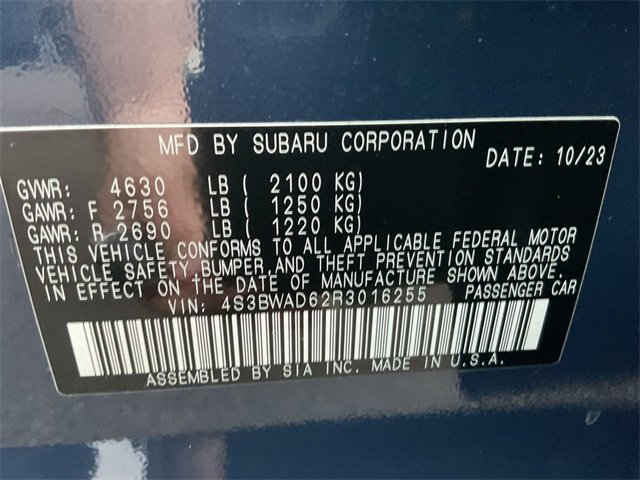 MFD BY SUBARU CORPORATION DATE: 10/23
GVWR: 4630 LB ( 2100 KG)
GAWR: F 2756 LB ( 1250 KG)
GAWR: R 2690 LB ( 1220 KG)
THIS VEHICLE CONFORMS TO ALL APPLICABLE FEDERAL MOTOR
VEHICLE SAFETY, BUMPER, AND THEFT PREVENTION STANDARDS
IN EFFECT ON THE DATE OF MANUFACTURE SHOWN ABOVE.
VIN: 4S3BWAD62R3016255 PASSENGER CAR
ASSEMBLED BY SIA INC. MADE IN U.S.A.